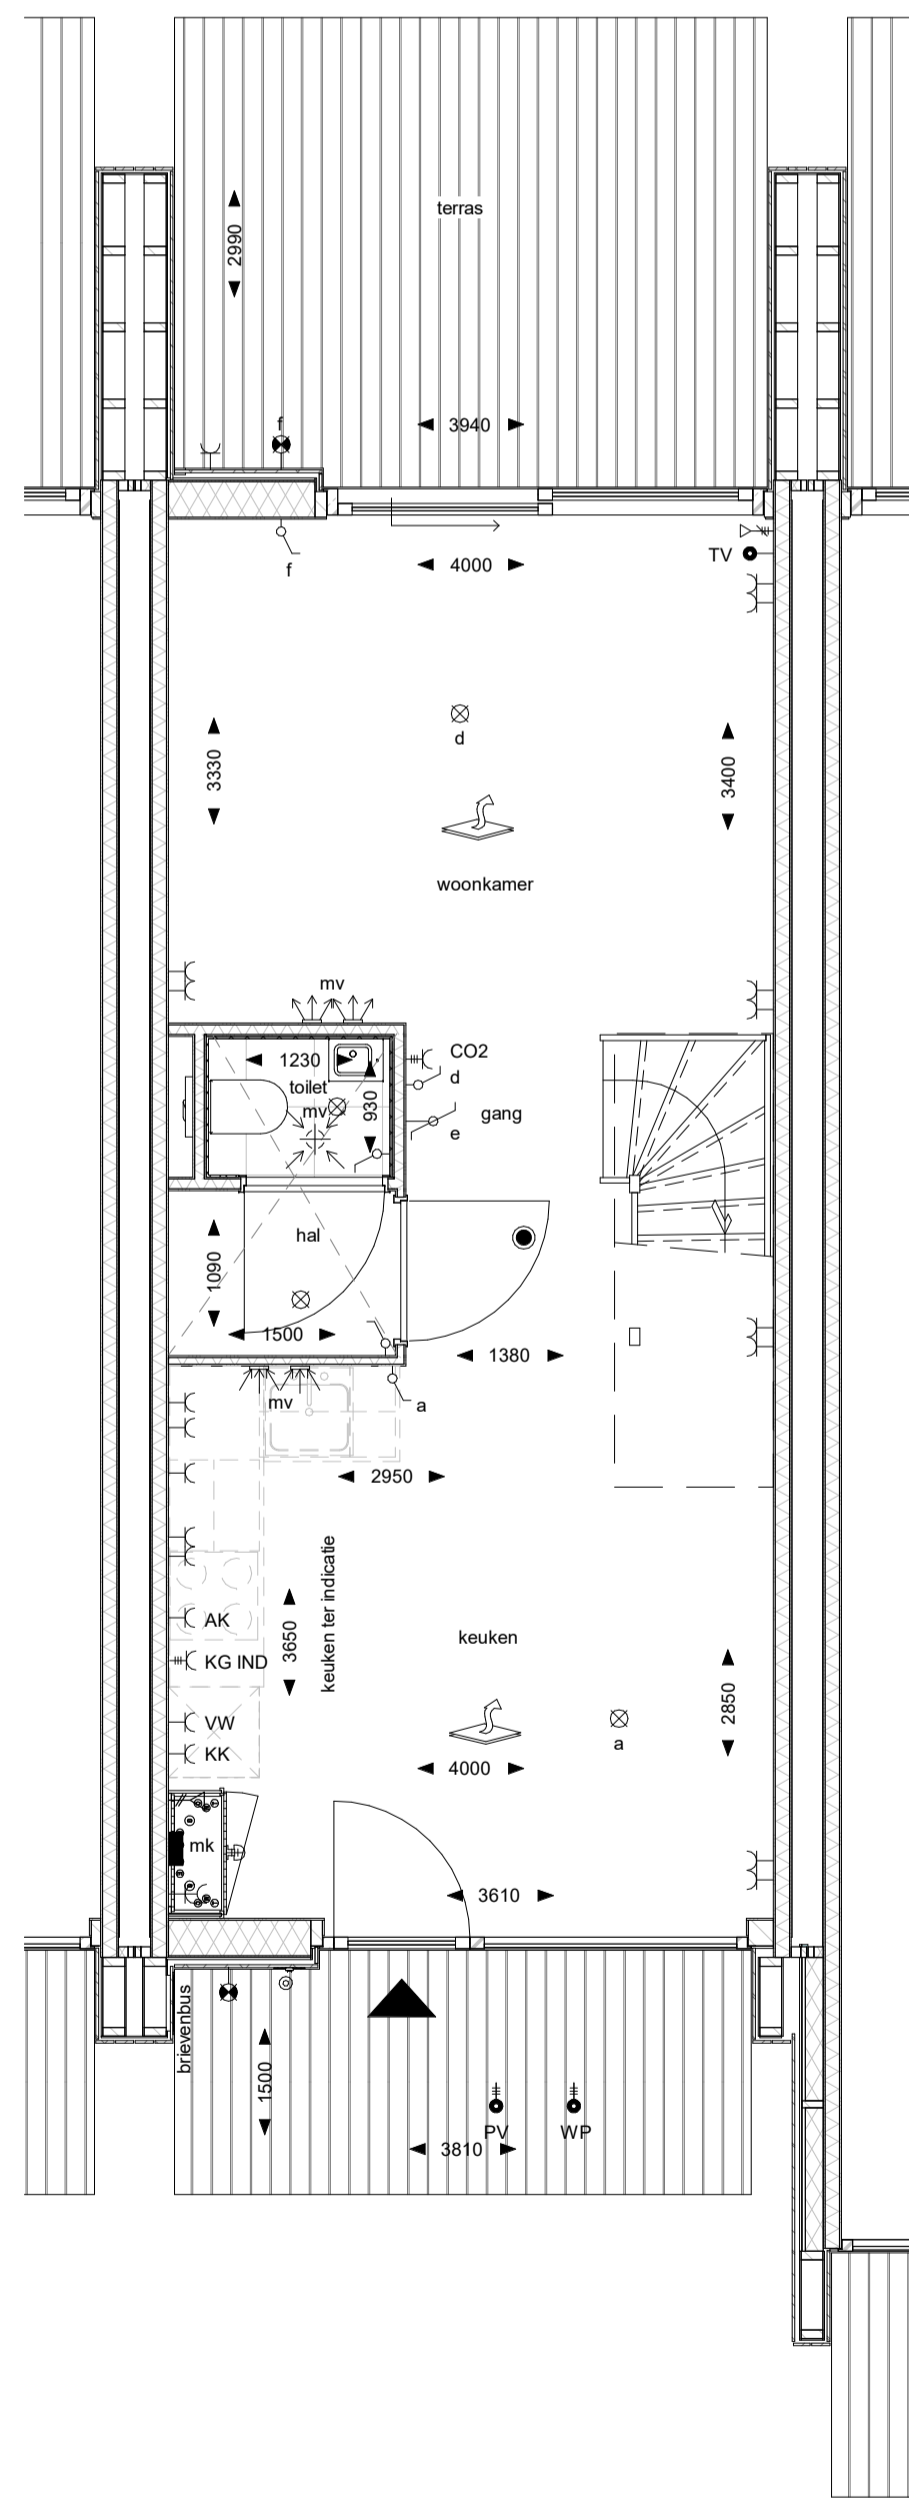 terras
2990
3940
f
f
4000
TV
d
3330
3400
woonkamer
mv
1230
toilet
mv
930
CO2
d
gang
e
hal
1090
1500
1380
mv
a
2950
keuken ter indicatie
3650
AK
KG IND
VW
KK
keuken
2850
a
4000
mk
3610
brievenbus
1500
PV
WP
3810